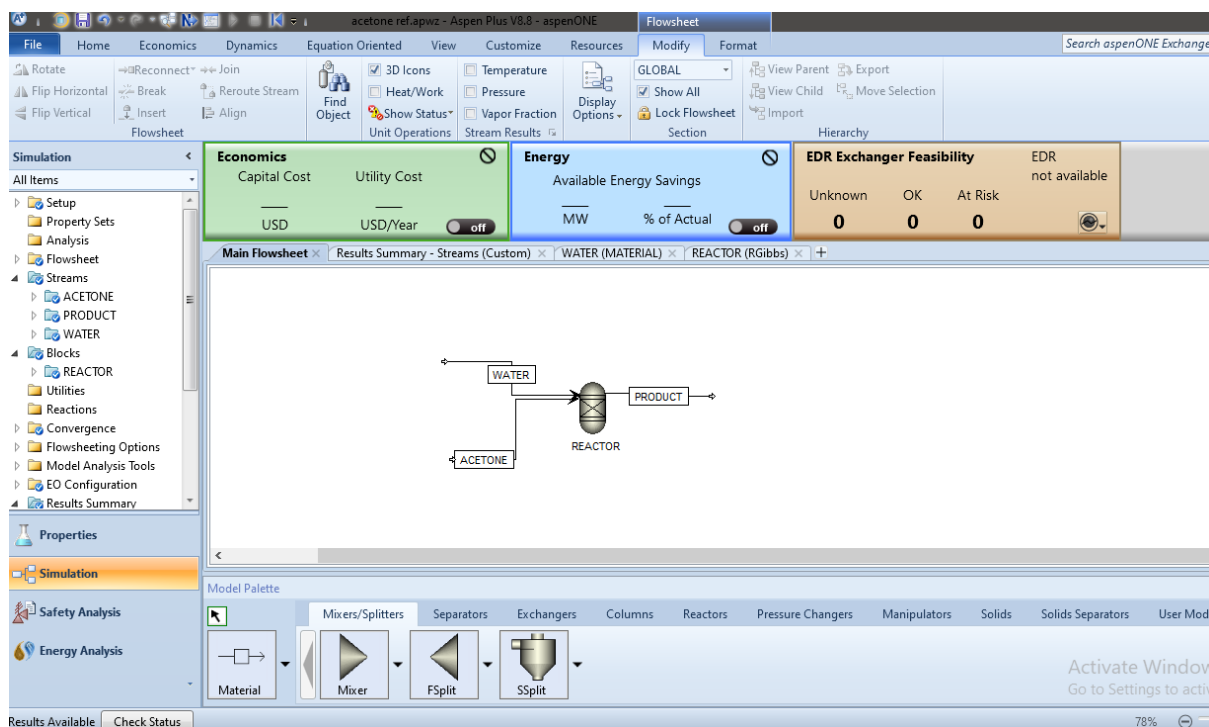 acetone ref.apwz - Aspen Plus V8.8 - aspenONE Flowsheet
File Home Economics Dynamics Equation Oriented View Customize Resources Modify Format Search aspenONE Exchange
Rotate Reconnect Join 3D Icons Temperature GLOBAL View Parent Export
Flip Horizontal Break Reroute Stream Find Object Heat/Work Pressure Display Options Show All View Child Move Selection
Flip Vertical Insert Align Show Status Vapor Fraction Lock Flowsheet Import
Flowsheet Unit Operations Stream Results Section Hierarchy
Simulation
All Items
Setup
Property Sets
Analysis
Flowsheet
Streams
ACETONE
PRODUCT
WATER
Blocks
REACTOR
Utilities
Reactions
Convergence
Flowsheeting Options
Model Analysis Tools
EO Configuration
Results Summary
Properties
Simulation
Safety Analysis
Energy Analysis
Economics
Capital Cost Utility Cost
USD USD/Year off
Energy
Available Energy Savings
MW % of Actual off
EDR Exchanger Feasibility EDR
not available
Unknown OK At Risk
0 0 0
Main Flowsheet Results Summary - Streams (Custom) WATER (MATERIAL) REACTOR (RGibbs) +
WATER
PRODUCT
REACTOR
ACETONE
Model Palette
Mixers/Splitters Separators Exchangers Columns Reactors Pressure Changers Manipulators Solids Solids Separators User Mod
Material Mixer FSplit SSplit
Activate Window
Go to Settings to activ
Results Available Check Status 78%